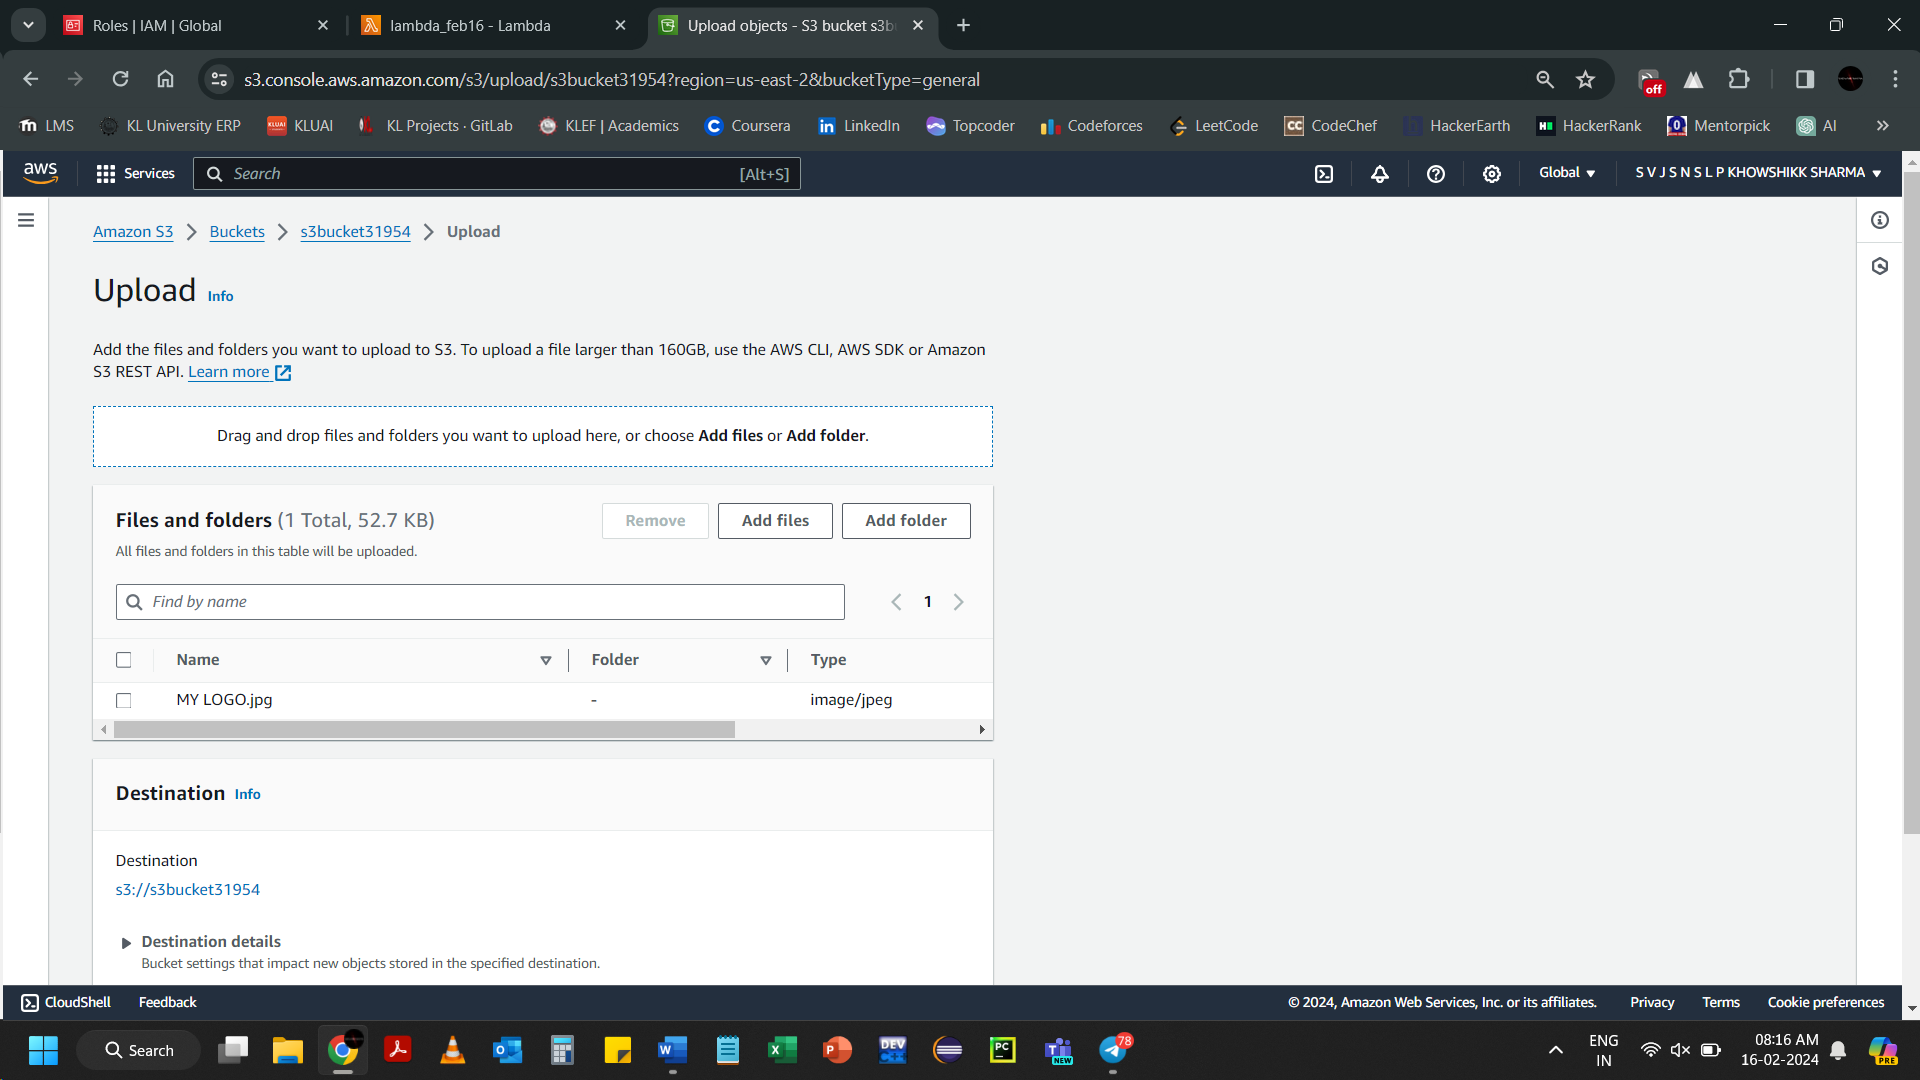 Roles | IAM | Global
lambda_feb16 - Lambda
Upload objects - S3 bucket s3b
s3.console.aws.amazon.com/s3/upload/s3bucket31954?region=us-east-2&bucketType=general
off
LMS
KL University ERP
KLUAI
KL Projects · GitLab
KLEF | Academics
Coursera
LinkedIn
Topcoder
Codeforces
LeetCode
CodeChef
HackerEarth
HackerRank
Mentorpick
AI
aws
Services
Search
[Alt+S]
Global
S V J S N S L P KHOWSHIKK SHARMA
Amazon S3
Buckets
s3bucket31954
Upload
Upload Info
Add the files and folders you want to upload to S3. To upload a file larger than 160GB, use the AWS CLI, AWS SDK or Amazon
S3 REST API. Learn more
Drag and drop files and folders you want to upload here, or choose Add files or Add folder.
Files and folders (1 Total, 52.7 KB)
Remove
Add files
Add folder
All files and folders in this table will be uploaded.
Find by name
1
Name
Folder
Type
MY LOGO.jpg
-
image/jpeg
Destination Info
Destination
s3://s3bucket31954
Destination details
Bucket settings that impact new objects stored in the specified destination.
CloudShell
Feedback
© 2024, Amazon Web Services, Inc. or its affiliates.
Privacy
Terms
Cookie preferences
Search
DEV
PC
NEW
78
ENG
IN
08:16 AM
16-02-2024
PRE